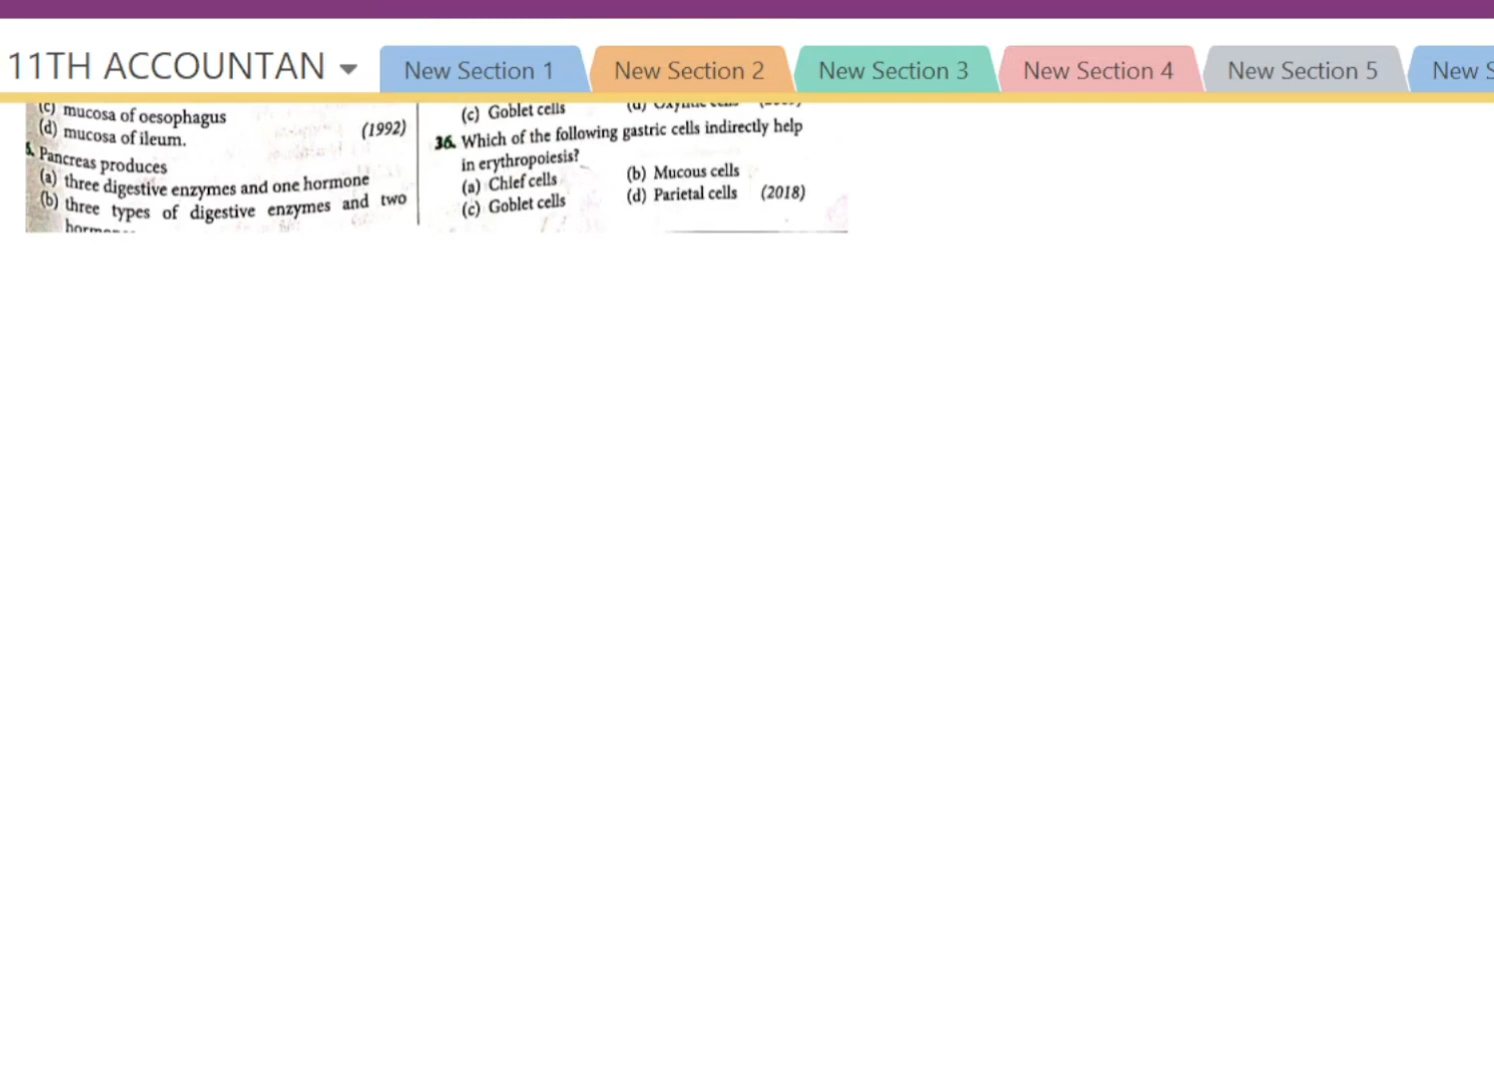 11TH ACCOUNTAN
New Section 1
New Section 2
New Section 3
New Section 4
New Section 5
New S
(c) mucosa of oesophagus
(d) mucosa of ileum. (1992)
Pancreas produces
(a) three digestive enzymes and one hormone
(b) three types of digestive enzymes and two
(c) Goblet cells
36. Which of the following gastric cells indirectly help
in erythropoiesis?
(a) Chief cells (b) Mucous cells
(c) Goblet cells (d) Parietal cells (2018)